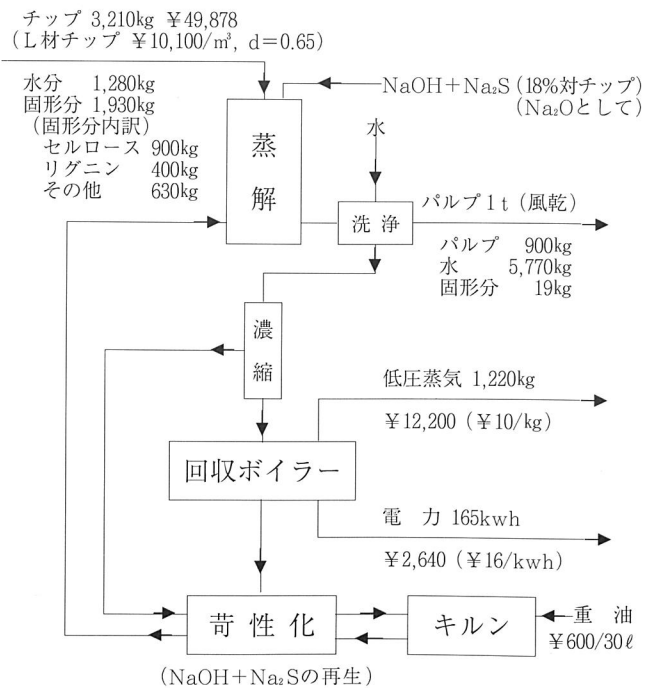 チップ 3,210kg ¥49,878
(L材チップ ¥10,100/㎥, d=0.65)
水分 1,280kg
固形分 1,930kg
(固形分内訳)
セルロース 900kg
リグニン 400kg
その他 630kg
蒸解
NaOH+Na₂S (18%対チップ)
(Na₂Oとして)
水
洗浄
パルプ1t (風乾)
パルプ 900kg
水 5,770kg
固形分 19kg
濃縮
低圧蒸気 1,220kg
¥12,200 (¥10/kg)
回収ボイラー
電力 165kwh
¥2,640 (¥16/kwh)
苛性化
キルン
重油
¥600/30ℓ
(NaOH+Na₂Sの再生)